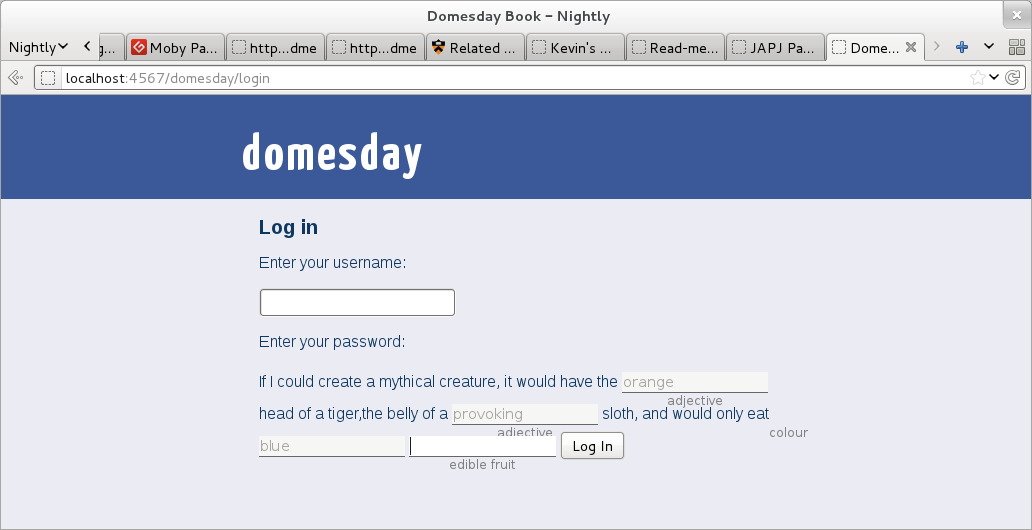 Domesday Book - Nightly
Nightly g... Moby Pa... http...dme http...dme Related ... Kevin's ... Read-me... JAPJ Pa... Dome...
localhost:4567/domesday/login
domesday
Log in
Enter your username:
Enter your password:
If I could create a mythical creature, it would have the orange
adjective
head of a tiger,the belly of a provoking sloth, and would only eat
adjective colour
blue Log In
edible fruit